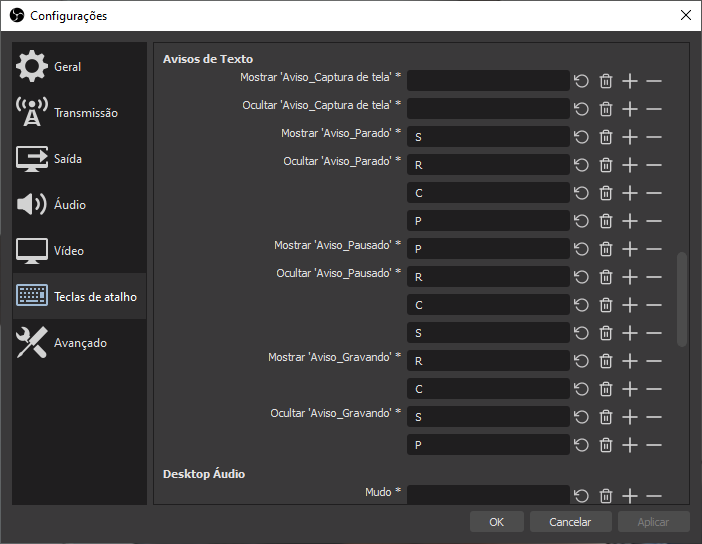 Configurações
Geral
Transmissão
Saída
Áudio
Vídeo
Teclas de atalho
Avançado
Avisos de Texto
Mostrar 'Aviso_Captura de tela' *
Ocultar 'Aviso_Captura de tela' *
Mostrar 'Aviso_Parado' * S
Ocultar 'Aviso_Parado' * R
C
P
Mostrar 'Aviso_Pausado' * P
Ocultar 'Aviso_Pausado' * R
C
S
Mostrar 'Aviso_Gravando' * R
C
Ocultar 'Aviso_Gravando' * S
P
Desktop Áudio
Mudo *
OK Cancelar Aplicar